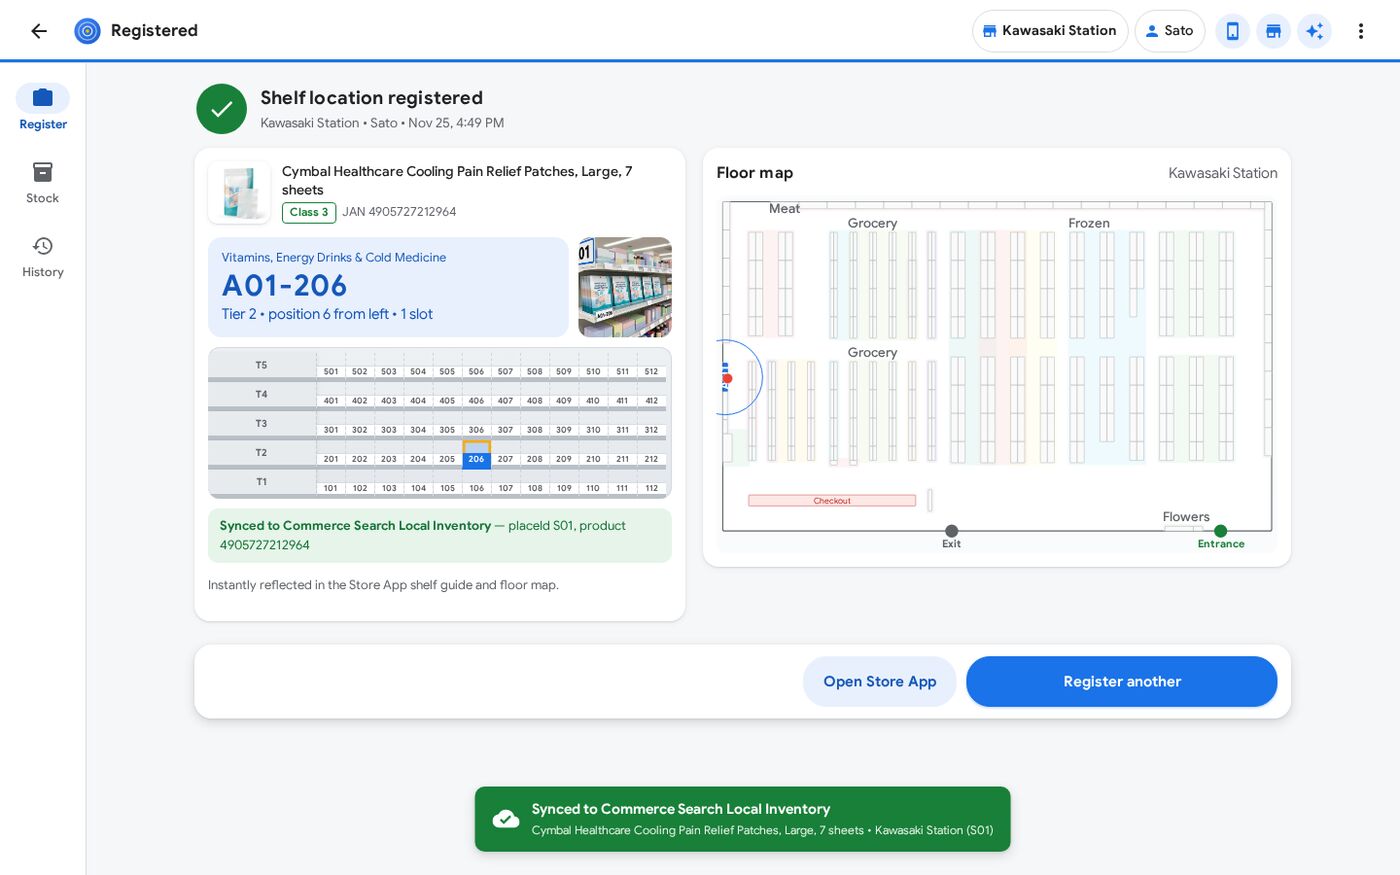 Registered
Kawasaki Station
Sato
Register
Stock
History
Shelf location registered
Kawasaki Station • Sato • Nov 25, 4:49 PM
Cymbal Healthcare Cooling Pain Relief Patches, Large, 7
sheets
Class 3 JAN 4905727212964
Vitamins, Energy Drinks & Cold Medicine
A01-206
Tier 2 • position 6 from left • 1 slot
01
A01-206
T5 501 502 503 504 505 506 507 508 509 510 511 512
T4 401 402 403 404 405 406 407 408 409 410 411 412
T3 301 302 303 304 305 306 307 308 309 310 311 312
T2 201 202 203 204 205 206 207 208 209 210 211 212
T1 101 102 103 104 105 106 107 108 109 110 111 112
Synced to Commerce Search Local Inventory — placeId S01, product
4905727212964
Instantly reflected in the Store App shelf guide and floor map.
Floor map Kawasaki Station
Meat
Grocery
Frozen
Grocery
Checkout
Flowers
Exit
Entrance
Open Store App
Register another
Synced to Commerce Search Local Inventory
Cymbal Healthcare Cooling Pain Relief Patches, Large, 7 sheets • Kawasaki Station (S01)